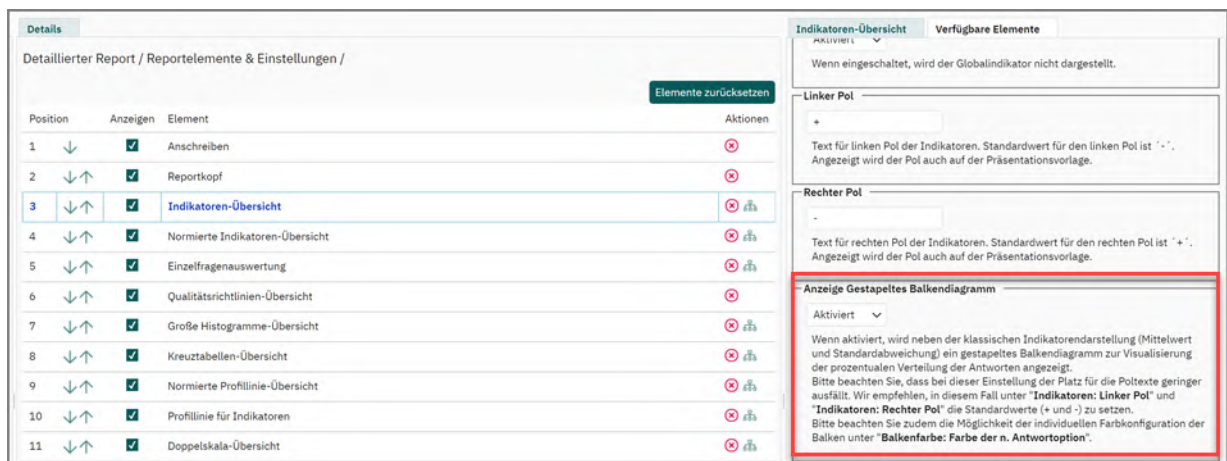 Details
Detaillierter Report / Reportelemente & Einstellungen /
Elemente zurücksetzen
Position Anzeigen Element Aktionen
1 Anschreiben
2 Reportkopf
3 Indikatoren-Übersicht
4 Normierte Indikatoren-Übersicht
5 Einzelfragenauswertung
6 Qualitätsrichtlinien-Übersicht
7 Große Histogramme-Übersicht
8 Kreuztabellen-Übersicht
9 Normierte Profillinie-Übersicht
10 Profillinie für Indikatoren
11 Doppelskala-Übersicht
Indikatoren-Übersicht Verfügbare Elemente
Aktiviert
Wenn eingeschaltet, wird der Globalindikator nicht dargestellt.
Linker Pol
+
Text für linken Pol der Indikatoren. Standardwert für den linken Pol ist ´-´.
Angezeigt wird der Pol auch auf der Präsentationsvorlage.
Rechter Pol
-
Text für rechten Pol der Indikatoren. Standardwert für den rechten Pol ist ´+´.
Angezeigt wird der Pol auch auf der Präsentationsvorlage.
Anzeige Gestapeltes Balkendiagramm
Aktiviert
Wenn aktiviert, wird neben der klassischen Indikatorendarstellung (Mittelwert
und Standardabweichung) ein gestapeltes Balkendiagramm zur Visualisierung
der prozentualen Verteilung der Antworten angezeigt.
Bitte beachten Sie, dass bei dieser Einstellung der Platz für die Poltexte geringer
ausfällt. Wir empfehlen, in diesem Fall unter "Indikatoren: Linker Pol" und
"Indikatoren: Rechter Pol" die Standardwerte (+ und -) zu setzen.
Bitte beachten Sie zudem die Möglichkeit der individuellen Farbkonfiguration der
Balken unter "Balkenfarbe: Farbe der n. Antwortoption".